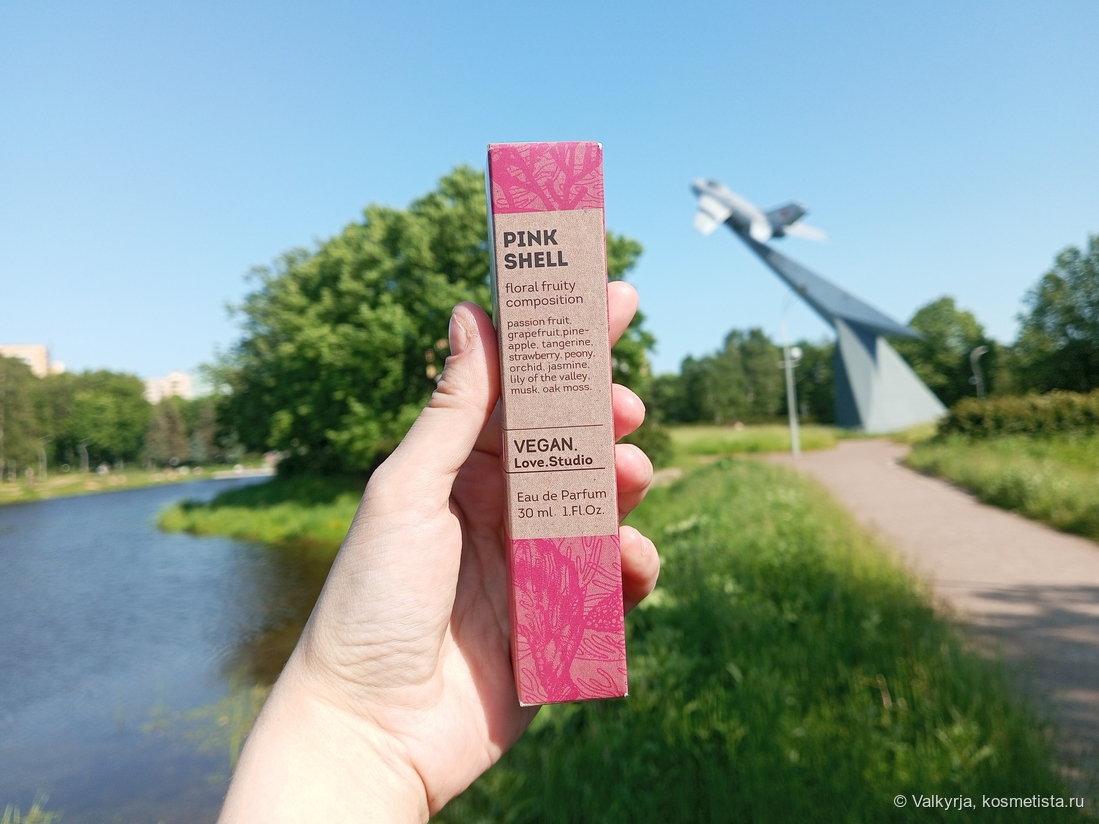 PINK
SHELL
floral fruity
composition
passion fruit,
grapefruit,pine-
apple, tangerine,
strawberry, peony,
orchid, jasmine,
lily of the valley,
musk, oak moss.
VEGAN.
Love.Studio
Eau de Parfum
30 ml 1.Fl.Oz.
© Valkyrja, kosmetista.ru